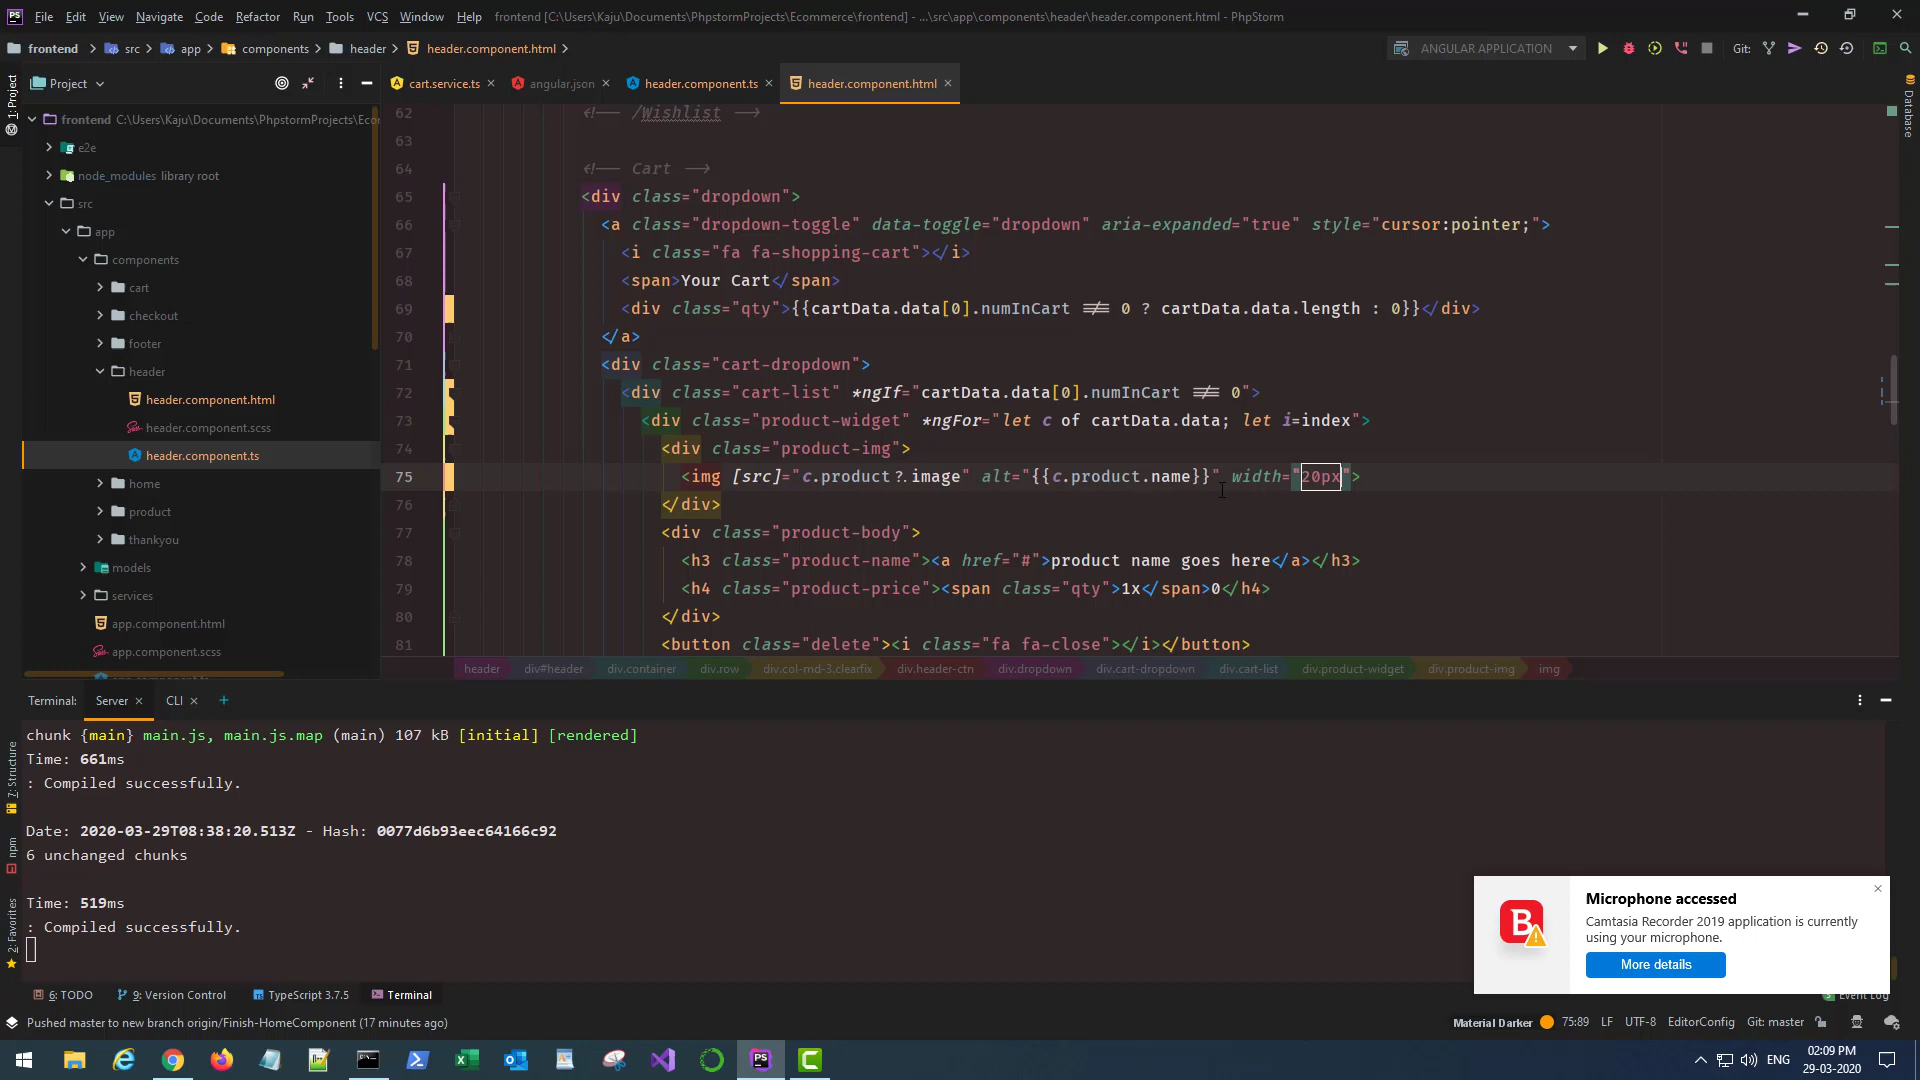 PS File Edit View Navigate Code Refactor Run Tools VCS Window Help frontend [C:\Users\Kaju\Documents\PhpstormProjects\Ecommerce\frontend] - ...\src\app\components\header\header.component.html - PhpStorm
frontend src app components header header.component.html ANGULAR APPLICATION Git:
Project cart.service.ts angular.json header.component.ts header.component.html
1: Project
Database
frontend C:\Users\Kaju\Documents\PhpstormProjects\Eco
e2e
node_modules library root
src
app
components
cart
checkout
footer
header
header.component.html
header.component.scss
header.component.ts
home
product
thankyou
models
services
app.component.html
app.component.scss
62 <!-- /Wishlist -->
63
64 <!-- Cart -->
65 <div class="dropdown">
66 <a class="dropdown-toggle" data-toggle="dropdown" aria-expanded="true" style="cursor:pointer;">
67 <i class="fa fa-shopping-cart"></i>
68 <span>Your Cart</span>
69 <div class="qty">{{cartData.data[0].numInCart !== 0 ? cartData.data.length : 0}}</div>
70 </a>
71 <div class="cart-dropdown">
72 <div class="cart-list" *ngIf="cartData.data[0].numInCart !== 0">
73 <div class="product-widget" *ngFor="let c of cartData.data; let i=index">
74 <div class="product-img">
75 <img [src]="c.product?.image" alt="{{c.product.name}}" width="20px">
76 </div>
77 <div class="product-body">
78 <h3 class="product-name"><a href="#">product name goes here</a></h3>
79 <h4 class="product-price"><span class="qty">1x</span>0</h4>
80 </div>
81 <button class="delete"><i class="fa fa-close"></i></button>
header div#header div.container div.row div.col-md-3.clearfix div.header-ctn div.dropdown div.cart-dropdown div.cart-list div.product-widget div.product-img img
Terminal: Server CLI +
chunk {main} main.js, main.js.map (main) 107 kB [initial] [rendered]
Time: 661ms
: Compiled successfully.
Date: 2020-03-29T08:38:20.513Z - Hash: 0077d6b93eec64166c92
6 unchanged chunks
Time: 519ms
: Compiled successfully.
7: Structure
npm
2: Favorites
B
Microphone accessed
Camtasia Recorder 2019 application is currently
using your microphone.
More details
6: TODO 9: Version Control TypeScript 3.7.5 Terminal Event Log
Pushed master to new branch origin/Finish-HomeComponent (17 minutes ago) Material Darker 75:89 LF UTF-8 EditorConfig Git: master
ENG
02:09 PM
29-03-2020